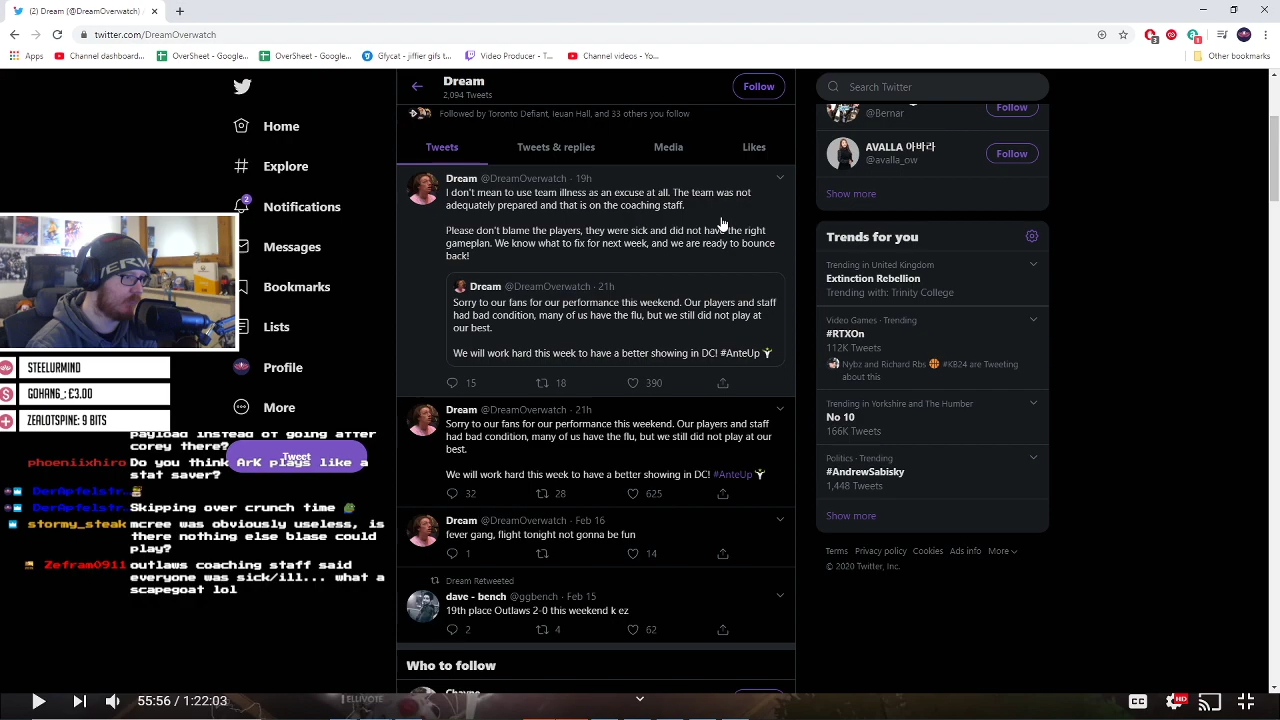 (2) Dream (@DreamOverwatch) /
twitter.com/DreamOverwatch
Apps
Channel dashboard...
OverSheet - Google...
OverSheet - Google...
Gfycat - jiffier gif t...
Video Producer - T...
Channel videos - Yo...
Other bookmarks
Home
Explore
2
Notifications
Messages
Bookmarks
Lists
Profile
More
Tweet
Dream
2,094 Tweets
Follow
Followed by Toronto Defiant, Ieuan Hall, and 33 others you follow
Tweets
Tweets & replies
Media
Likes
Dream @DreamOverwatch · 19h
I don't mean to use team illness as an excuse at all. The team was not
adequately prepared and that is on the coaching staff.
Please don't blame the players, they were sick and did not have the right
gameplan. We know what to fix for next week, and we are ready to bounce
back!
Dream @DreamOverwatch · 21h
Sorry to our fans for our performance this weekend. Our players and staff
had bad condition, many of us have the flu, but we still did not play at
our best.
We will work hard this week to have a better showing in DC! #AnteUp
15
18
390
Dream @DreamOverwatch · 21h
Sorry to our fans for our performance this weekend. Our players and staff
had bad condition, many of us have the flu, but we still did not play at our
best.
We will work hard this week to have a better showing in DC! #AnteUp
32
28
625
Dream @DreamOverwatch · Feb 16
fever gang, flight tonight not gonna be fun
1
14
Dream Retweeted
dave - bench @ggbench · Feb 15
19th place Outlaws 2-0 this weekend k ez
2
4
62
Who to follow
Search Twitter
@Bernar
Follow
AVALLA 아바라
@avalla_ow
Follow
Show more
Trends for you
Trending in United Kingdom
Extinction Rebellion
Trending with: Trinity College
Video Games · Trending
#RTXOn
112K Tweets
Nybz and Richard Rbs 🏀 #KB24 are Tweeting
about this
Trending in Yorkshire and The Humber
No 10
166K Tweets
Politics · Trending
#AndrewSabisky
1,448 Tweets
Show more
Terms Privacy policy Cookies Ads info More
© 2020 Twitter, Inc.
STEELURMIND
GOHAN6_: £3.00
ZEALOTSPINE: 9 BITS
payload instead of going after
corey there?
phoeniixhiro Do you think ArK plays like a
stat saver?
DerApfelstr…
DerApfelstr… Skipping over crunch time
stormy_steak mcree was obviously useless, is
there nothing else blase could
play?
Zefram0911 outlaws coaching staff said
everyone was sick/ill... what a
scapegoat lol
55:56 / 1:22:03
CC
HD